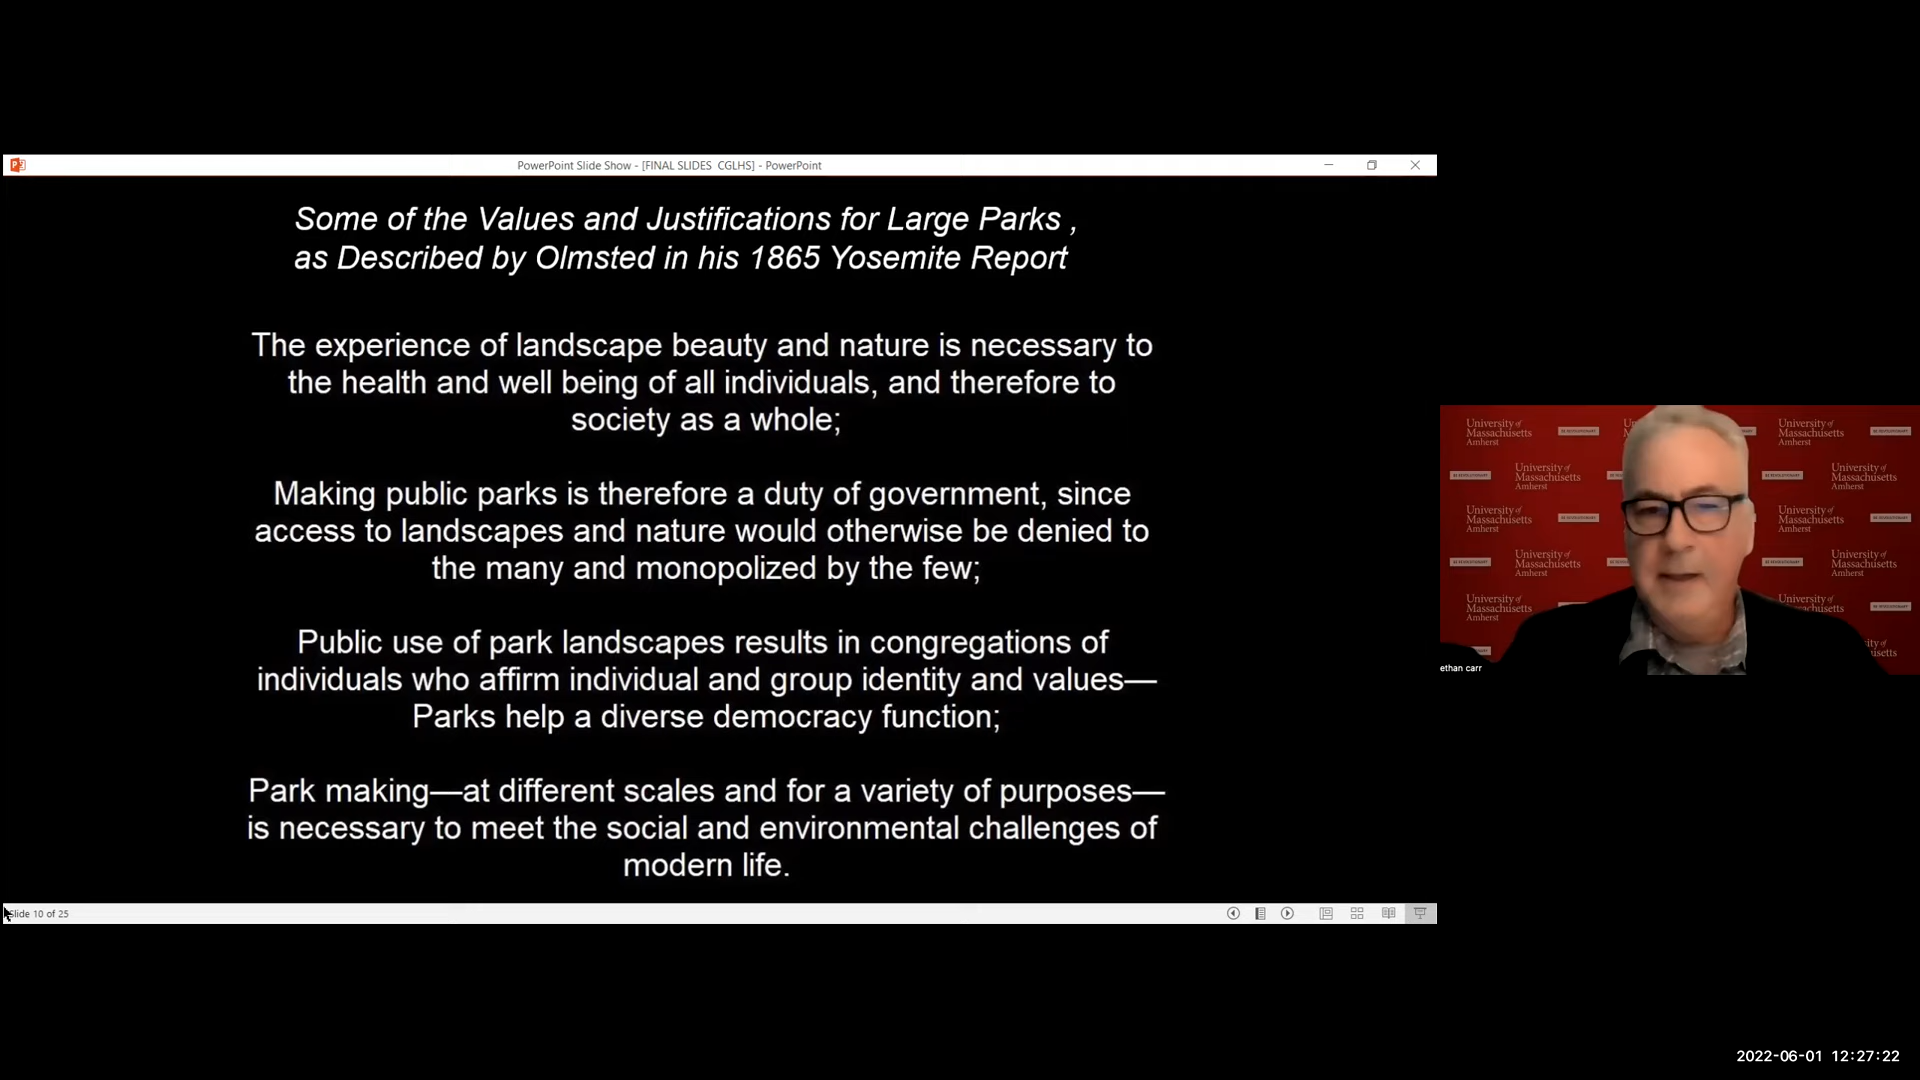 PowerPoint Slide Show - [FINAL SLIDES CGLHS] - PowerPoint
Some of the Values and Justifications for Large Parks ,
as Described by Olmsted in his 1865 Yosemite Report
The experience of landscape beauty and nature is necessary to
the health and well being of all individuals, and therefore to
society as a whole;
Making public parks is therefore a duty of government, since
access to landscapes and nature would otherwise be denied to
the many and monopolized by the few;
Public use of park landscapes results in congregations of
individuals who affirm individual and group identity and values—
Parks help a diverse democracy function;
Park making—at different scales and for a variety of purposes—
is necessary to meet the social and environmental challenges of
modern life.
Slide 10 of 25
University of
Massachusetts
Amherst
BE REVOLUTIONARY
ethan carr
2022-06-01 12:27:22